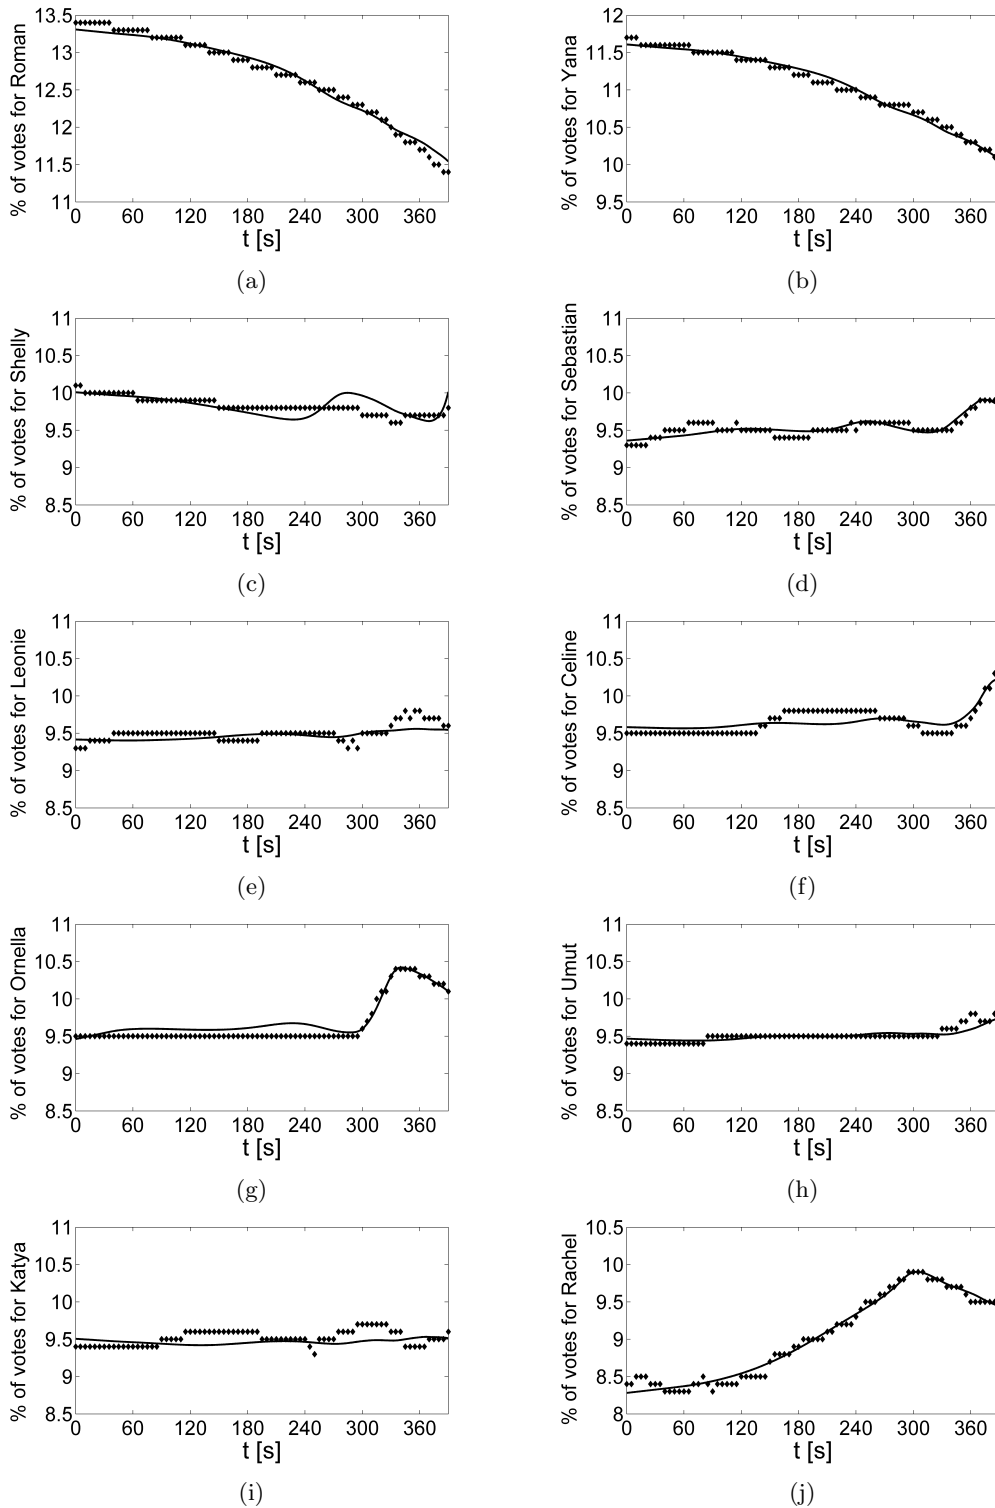 % of votes for Roman
13.5
13
12.5
12
11.5
11
0 60 120 180 240 300 360
t [s]
(a)
% of votes for Yana
12
11.5
11
10.5
10
9.5
0 60 120 180 240 300 360
t [s]
(b)
% of votes for Shelly
11
10.5
10
9.5
9
8.5
0 60 120 180 240 300 360
t [s]
(c)
% of votes for Sebastian
11
10.5
10
9.5
9
8.5
0 60 120 180 240 300 360
t [s]
(d)
% of votes for Leonie
11
10.5
10
9.5
9
8.5
0 60 120 180 240 300 360
t [s]
(e)
% of votes for Celine
11
10.5
10
9.5
9
8.5
0 60 120 180 240 300 360
t [s]
(f)
% of votes for Ornella
11
10.5
10
9.5
9
8.5
0 60 120 180 240 300 360
t [s]
(g)
% of votes for Umut
11
10.5
10
9.5
9
8.5
0 60 120 180 240 300 360
t [s]
(h)
% of votes for Katya
11
10.5
10
9.5
9
8.5
0 60 120 180 240 300 360
t [s]
(i)
% of votes for Rachel
10.5
10
9.5
9
8.5
8
0 60 120 180 240 300 360
t [s]
(j)